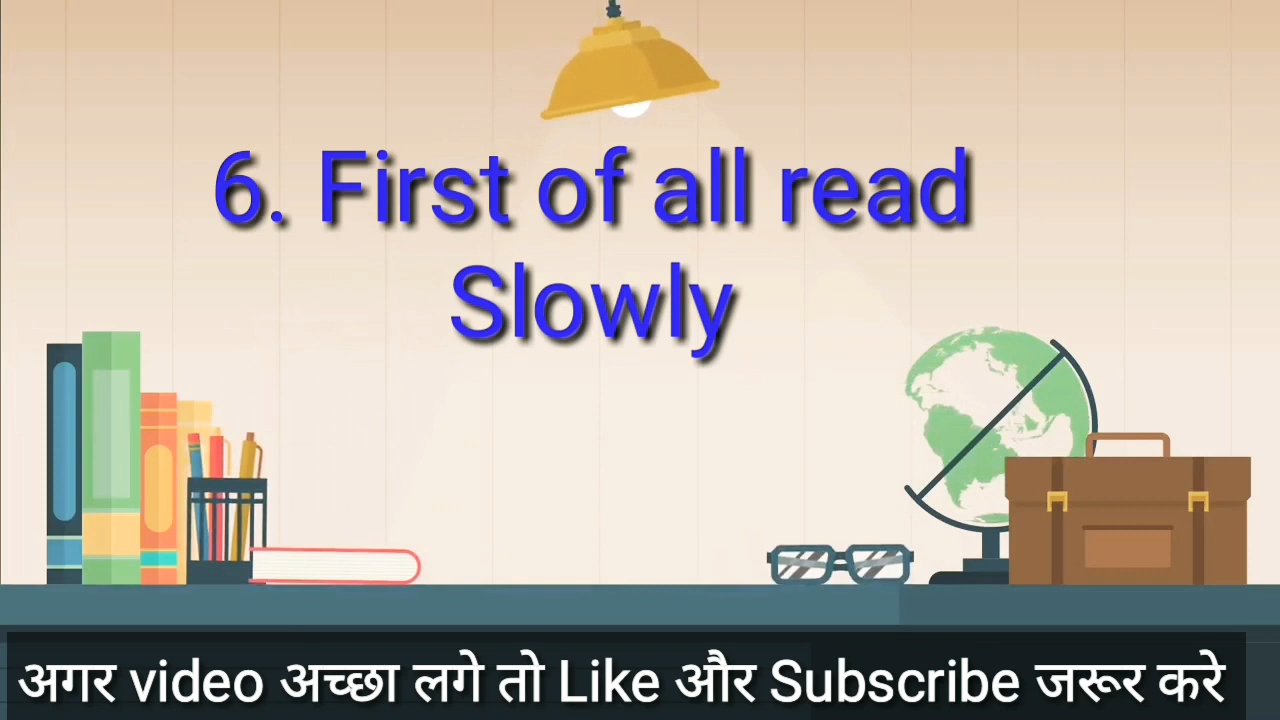 6. First of all read
Slowly
अगर video अच्छा लगे तो Like और Subscribe जरूर करे